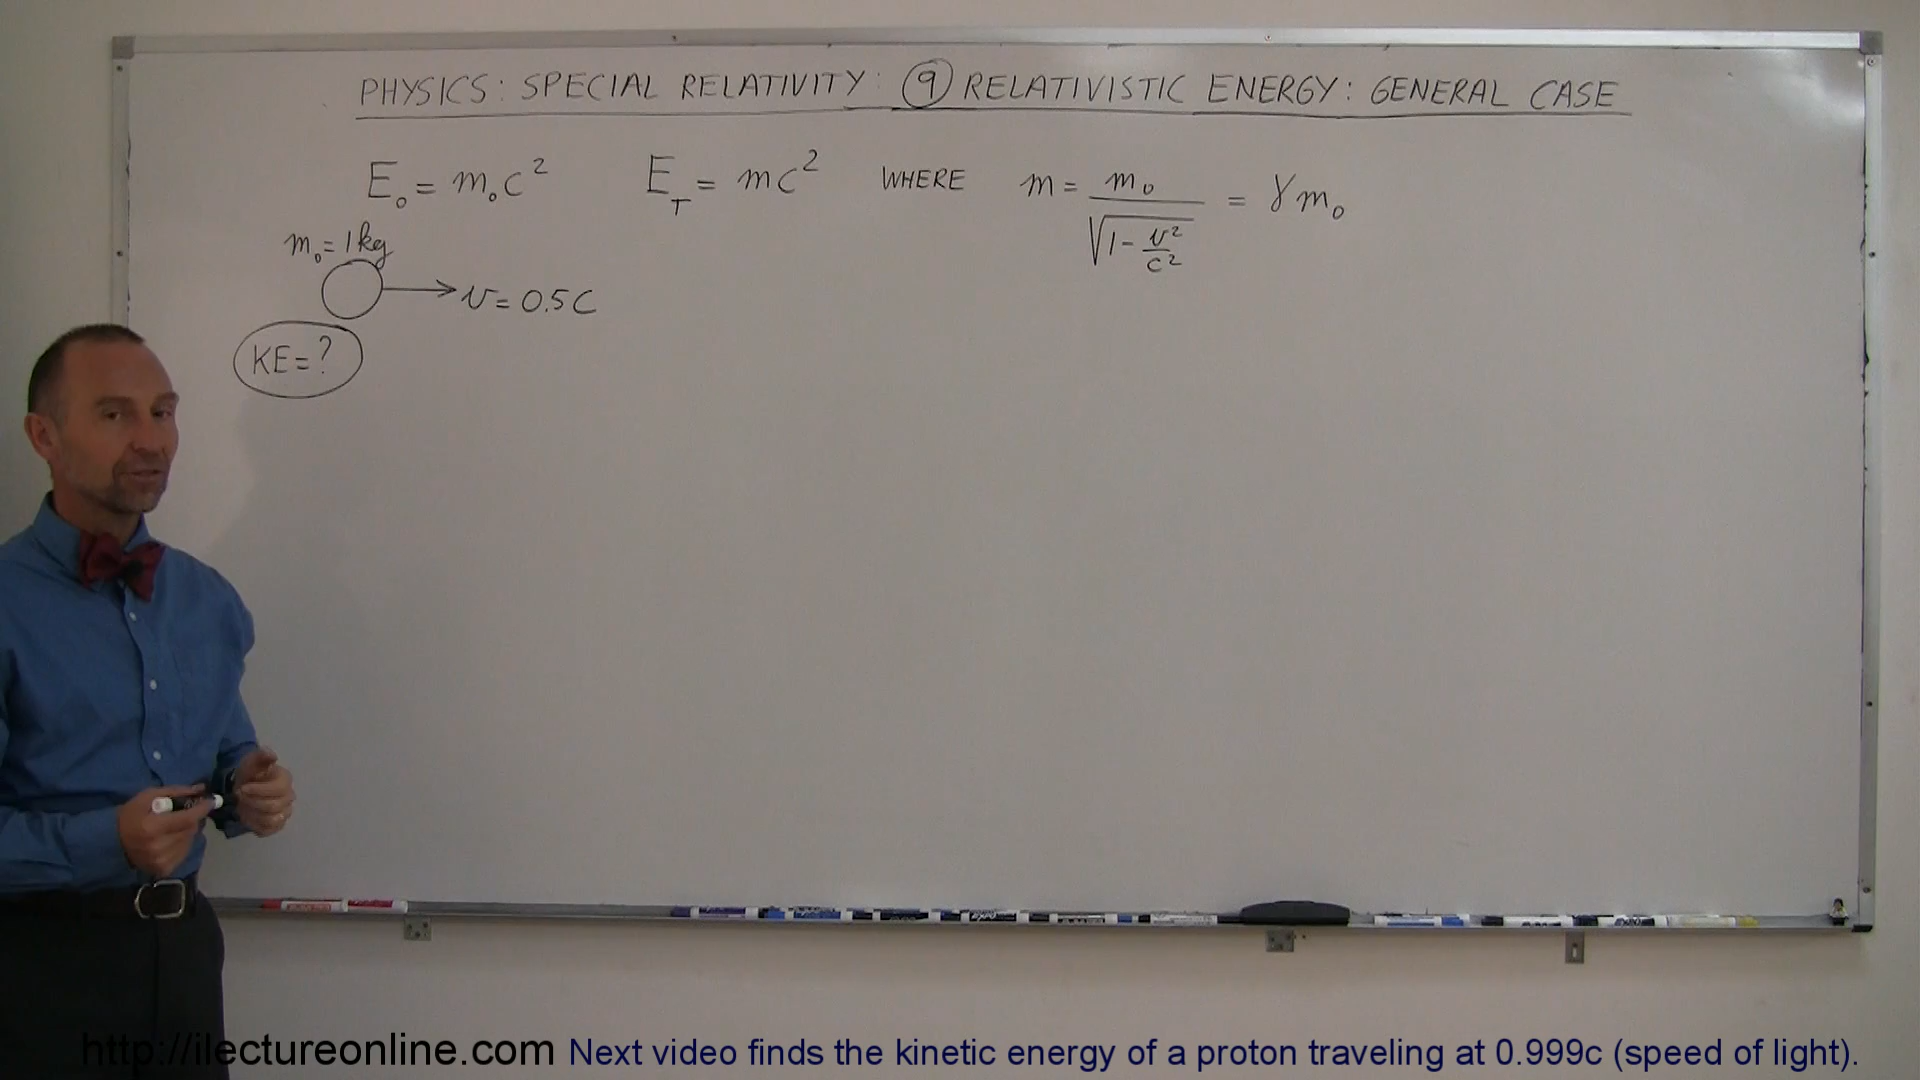 PHYSICS: SPECIAL RELATIVITY: 9 RELATIVISTIC ENERGY: GENERAL CASE
E₀ = m₀c² E_T = mc² WHERE m = m₀ / √(1 - v²/c²) = γm₀
m₀ = 1kg
v = 0.5C
KE = ?
http://ilectureonline.com Next video finds the kinetic energy of a proton traveling at 0.999c (speed of light).